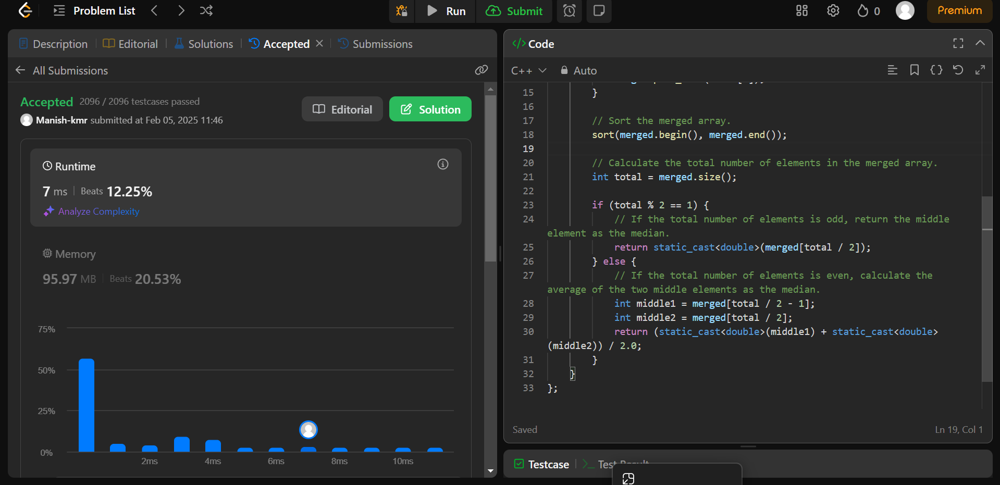 Problem List
Run
Submit
0
Premium
Description
Editorial
Solutions
Accepted
Submissions
All Submissions
Accepted 2096 / 2096 testcases passed
Manish-kmr submitted at Feb 05, 2025 11:46
Editorial
Solution
Runtime
7 ms Beats 12.25%
Analyze Complexity
Memory
95.97 MB Beats 20.53%
75%
50%
25%
0%
2ms 4ms 6ms 8ms 10ms
</> Code
C++ Auto
15 }
16
17 // Sort the merged array.
18 sort(merged.begin(), merged.end());
19
20 // Calculate the total number of elements in the merged array.
21 int total = merged.size();
22
23 if (total % 2 == 1) {
24 // If the total number of elements is odd, return the middle
element as the median.
25 return static_cast<double>(merged[total / 2]);
26 } else {
27 // If the total number of elements is even, calculate the
average of the two middle elements as the median.
28 int middle1 = merged[total / 2 - 1];
29 int middle2 = merged[total / 2];
30 return (static_cast<double>(middle1) + static_cast<double>
(middle2)) / 2.0;
31 }
32 }
33 };
Saved
Ln 19, Col 1
Testcase
Test Result